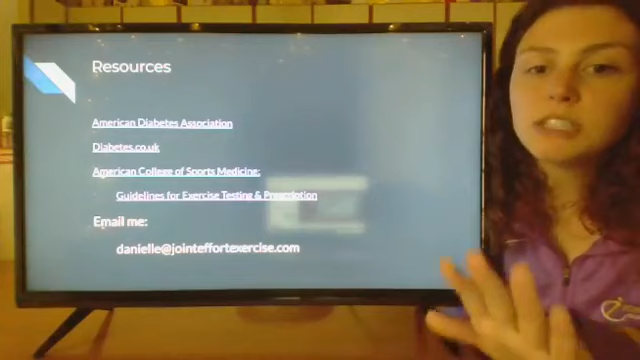 Resources
American Diabetes Association
Diabetes.co.uk
American College of Sports Medicine:
Guidelines for Exercise Testing & Prescription
Email me:
danielle@jointeffortexercise.com